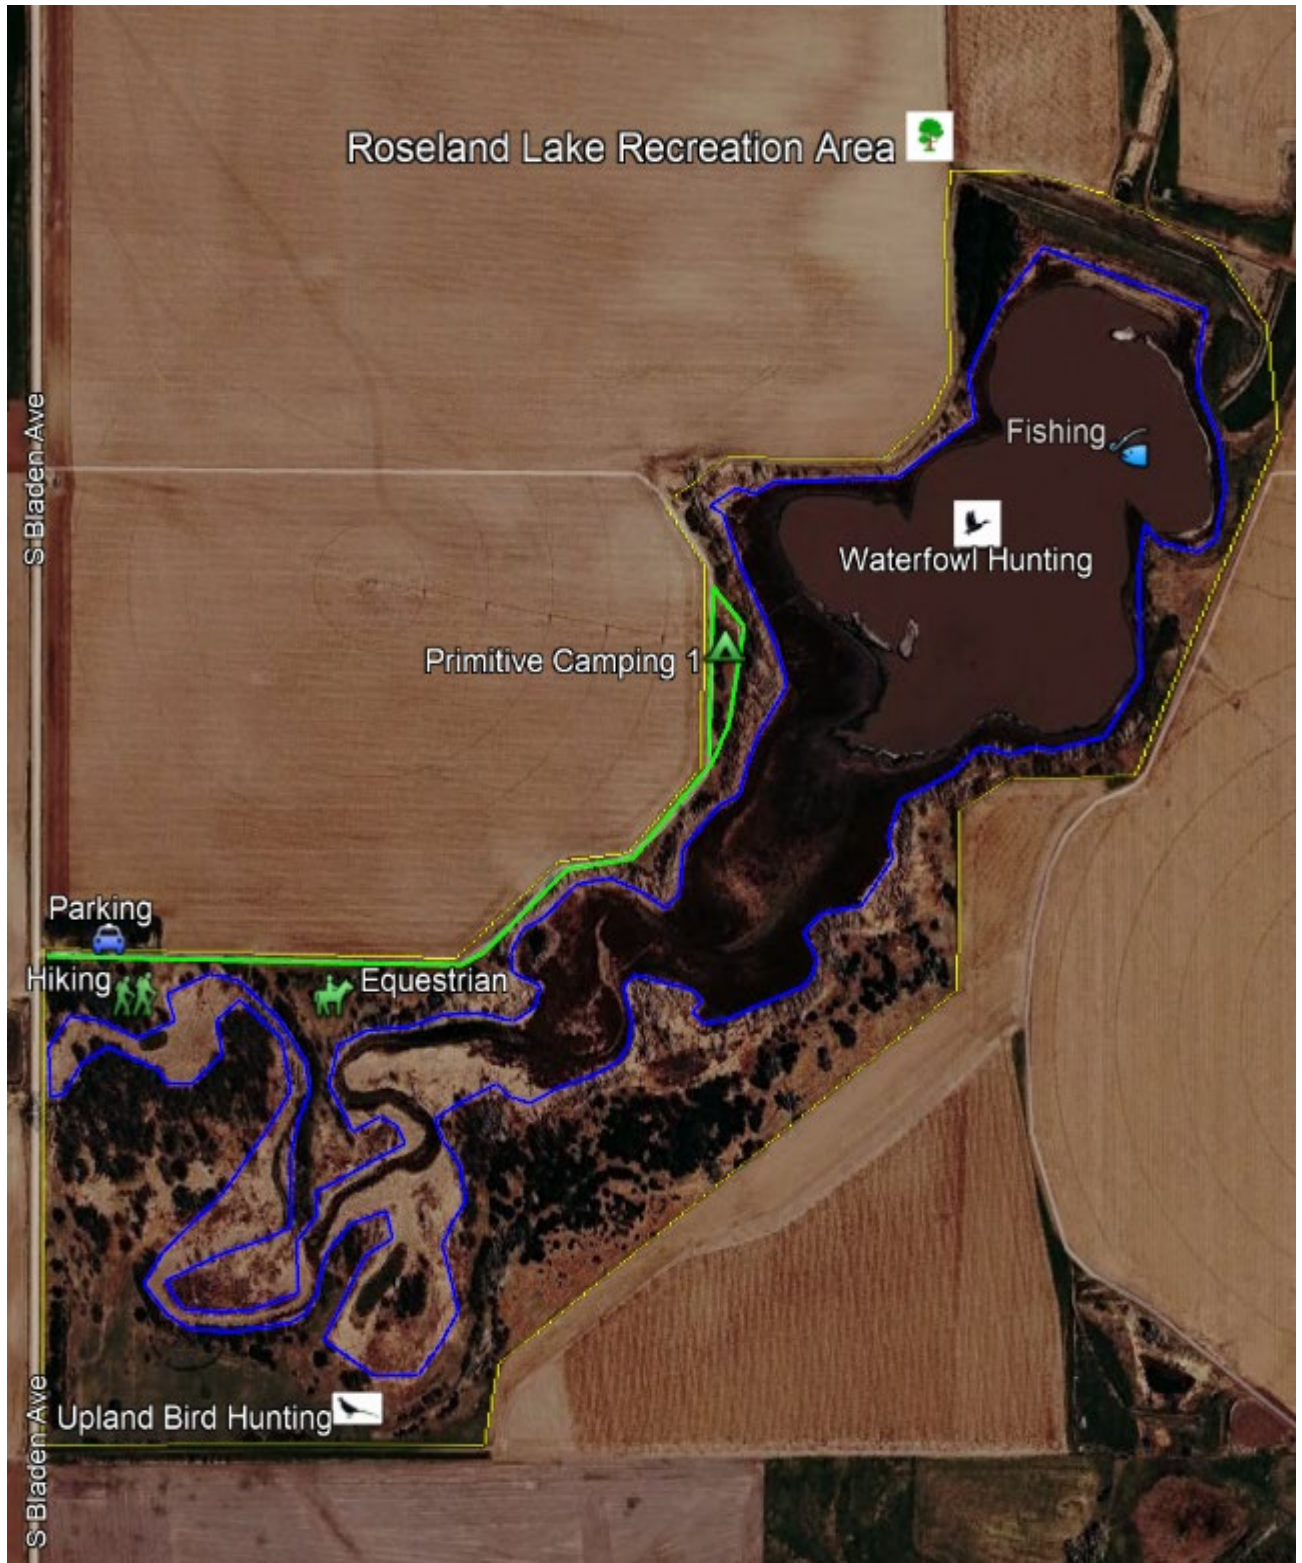 Roseland Lake Recreation Area
S Bladen Ave
Fishing
Waterfowl Hunting
Primitive Camping 1
Parking
Hiking
Equestrian
Upland Bird Hunting
S Bladen Ave